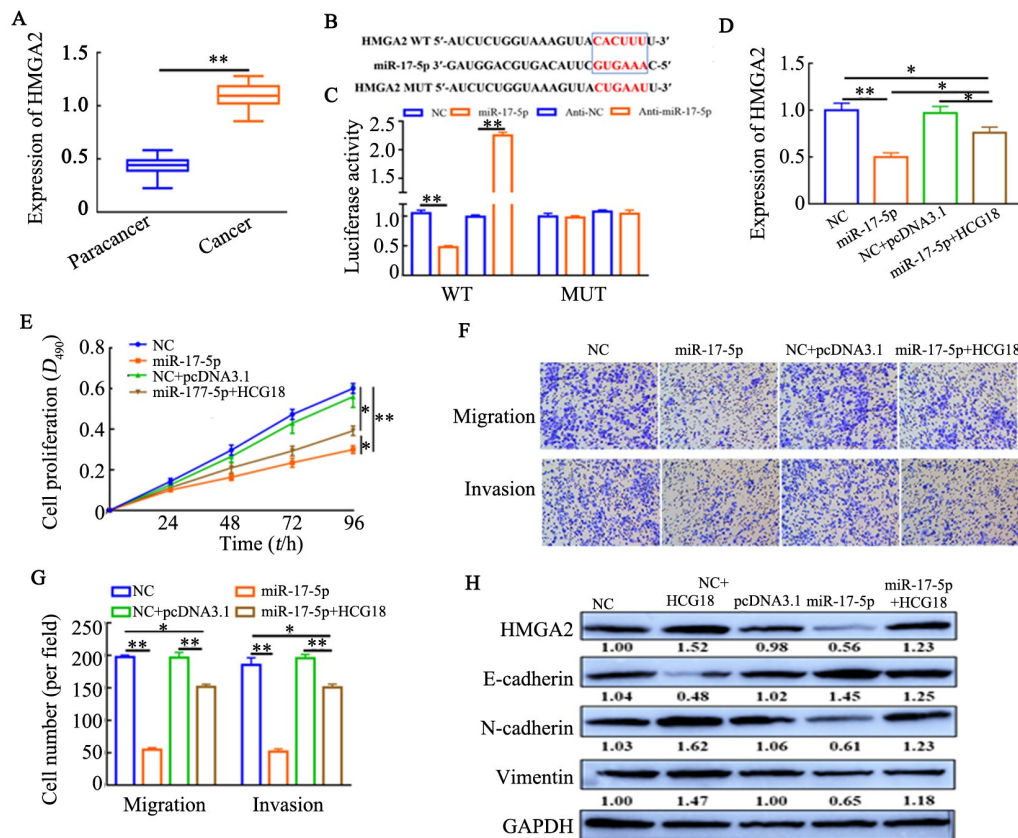 A
Expression of HMGA2
1.5
1.0
0.5
0
**
Paracancer
Cancer
B
HMGA2 WT 5′-AUCUCUGGUAAAGUUACACUUUU-3′
miR-17-5p 3′-GAUGGACGUGACAUUCGUGAAAC-5′
HMGA2 MUT 5′-AUCUCUGGUAAAGUUACUGAAUU-3′
C
NC miR-17-5p Anti-NC Anti-miR-17-5p
Luciferase activity
2.5
2.0
1.5
1.0
0.5
0
**
**
WT MUT
D
Expression of HMGA2
1.5
1.0
0.5
0
*
** *
*
NC
miR-17-5p
NC+pcDNA3.1
miR-17-5p+HCG18
E
Cell proliferation (D490)
0.8
0.6
0.4
0.2
0
NC
miR-17-5p
NC+pcDNA3.1
miR-177-5p+HCG18
*
**
*
24 48 72 96
Time (t/h)
F
NC miR-17-5p NC+pcDNA3.1 miR-17-5p+HCG18
Migration
Invasion
G
NC miR-17-5p
NC+pcDNA3.1 miR-17-5p+HCG18
Cell number (per field)
250
200
150
100
50
0
* *
** ** ** **
Migration Invasion
H
NC NC+HCG18 pcDNA3.1 miR-17-5p miR-17-5p+HCG18
HMGA2
1.00 1.52 0.98 0.56 1.23
E-cadherin
1.04 0.48 1.02 1.45 1.25
N-cadherin
1.03 1.62 1.06 0.61 1.23
Vimentin
1.00 1.47 1.00 0.65 1.18
GAPDH